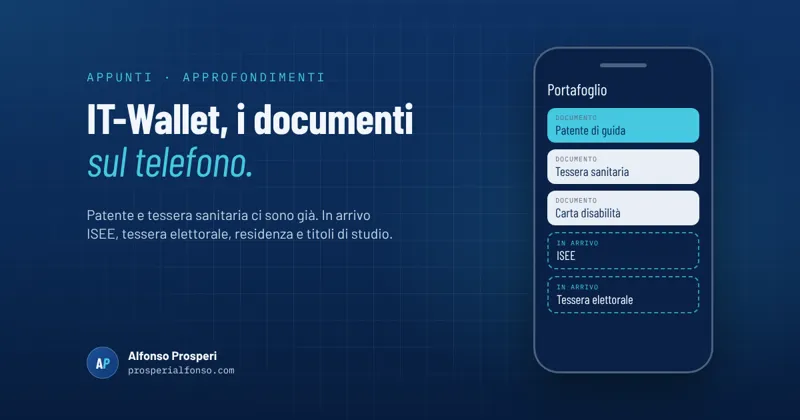 APPUNTI · APPROFONDIMENTI
IT-Wallet, i documenti
sul telefono.
Patente e tessera sanitaria ci sono già. In arrivo
ISEE, tessera elettorale, residenza e titoli di studio.
AP
Alfonso Prosperi
prosperialfonso.com
Portafoglio
DOCUMENTO
Patente di guida
DOCUMENTO
Tessera sanitaria
DOCUMENTO
Carta disabilità
IN ARRIVO
ISEE
IN ARRIVO
Tessera elettorale